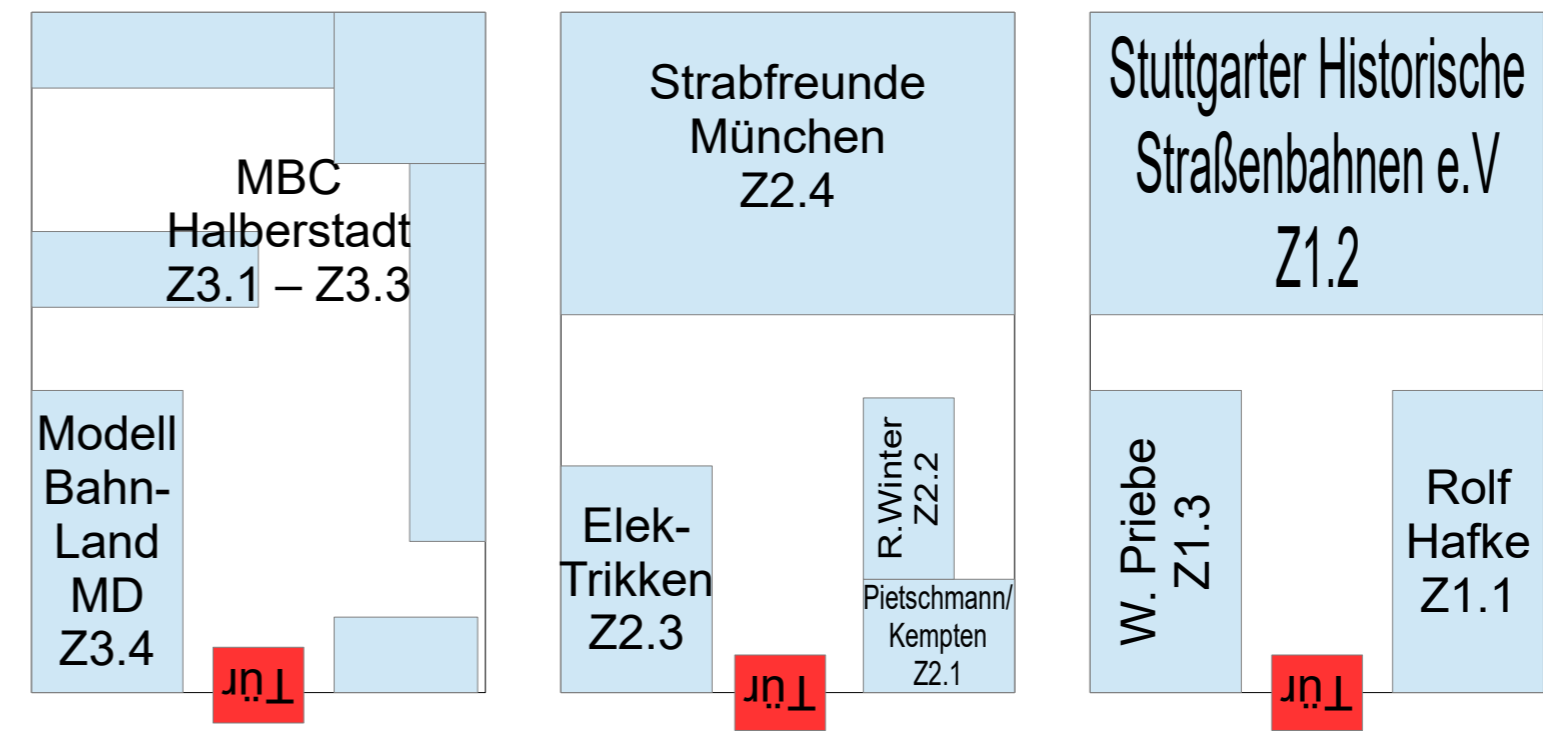 MBC
Halberstadt
Z3.1 – Z3.3
Modell
Bahn-
Land
MD
Z3.4
Tür
Strabfreunde
München
Z2.4
Elek-
Trikken
Z2.3
R.Winter
Z2.2
Pietschmann/
Kempten
Z2.1
Tür
Stuttgarter Historische
Straßenbahnen e.V
Z1.2
W. Priebe
Z1.3
Rolf
Hafke
Z1.1
Tür